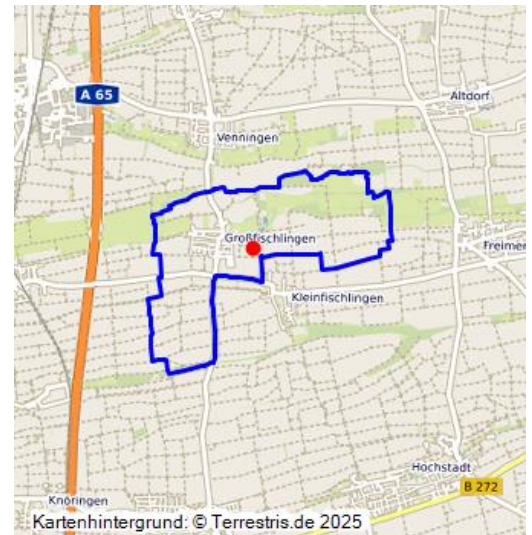 A 65
Altdorf
Venningen
Großfischlingen
Freimer
Kleinfischlingen
Hochstadt
B 272
Knöringen
Kartenhintergrund: © Terrestris.de 2025